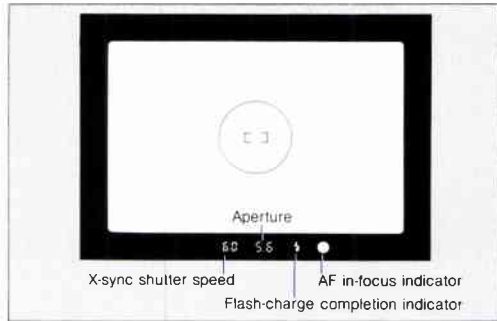 Aperture
60 5.6
X-sync shutter speed
AF in-focus indicator
Flash-charge completion indicator